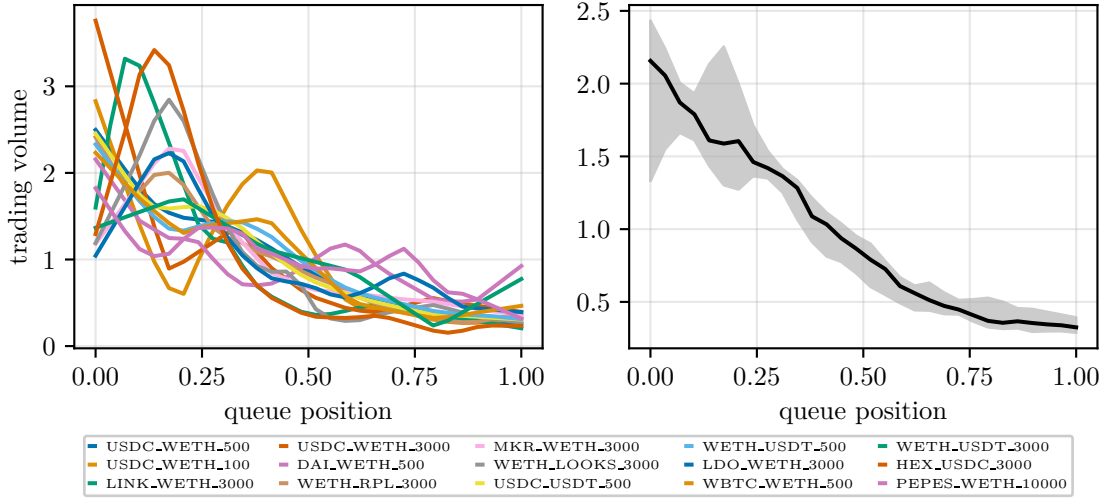 2.5
3
2.0
2
1.5
1
1.0
0.5
0
trading volume
0.00 0.25 0.50 0.75 1.00
0.00 0.25 0.50 0.75 1.00
queue position
queue position
USDC_WETH_500 USDC_WETH_3000 MKR_WETH_3000 WETH_USDT_500 WETH_USDT_3000
USDC_WETH_100 DAI_WETH_500 WETH_LOOKS_3000 LDO_WETH_3000 HEX_USDC_3000
LINK_WETH_3000 WETH_RPL_3000 USDC_USDT_500 WBTC_WETH_500 PEPES_WETH_10000